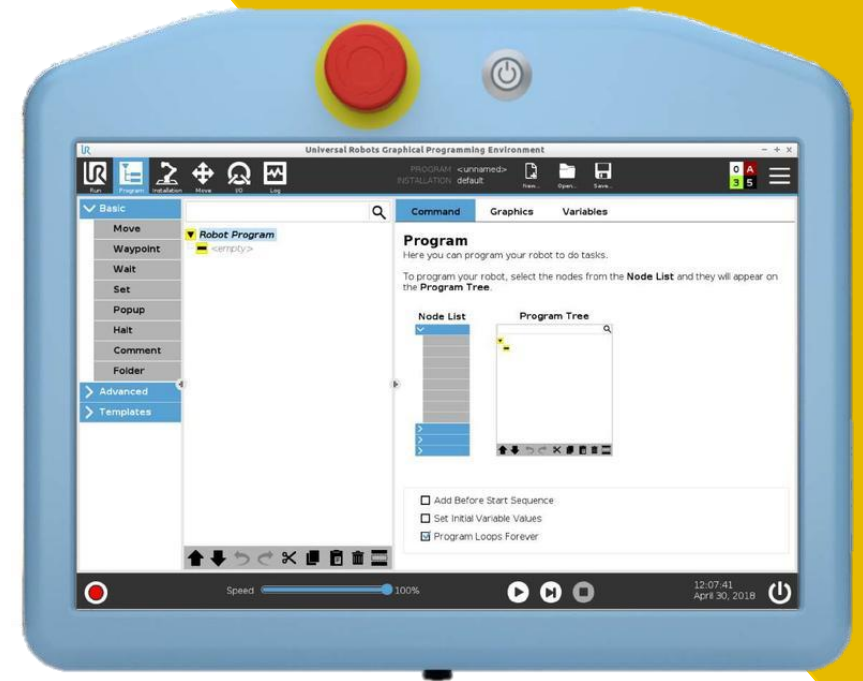 UR
Universal Robots Graphical Programming Environment
UR
Run
Program
Installation
Move
I/O
Log
PROGRAM <unnamed>
INSTALLATION default
New...
Open...
Save...
0 A
3 5
Basic
Move
Waypoint
Wait
Set
Popup
Halt
Comment
Folder
Advanced
Templates
Robot Program
<empty>
Command Graphics Variables
Program
Here you can program your robot to do tasks.
To program your robot, select the nodes from the Node List and they will appear on
the Program Tree.
Node List Program Tree
Add Before Start Sequence
Set Initial Variable Values
Program Loops Forever
Speed 100%
12:07:41
April 30, 2018